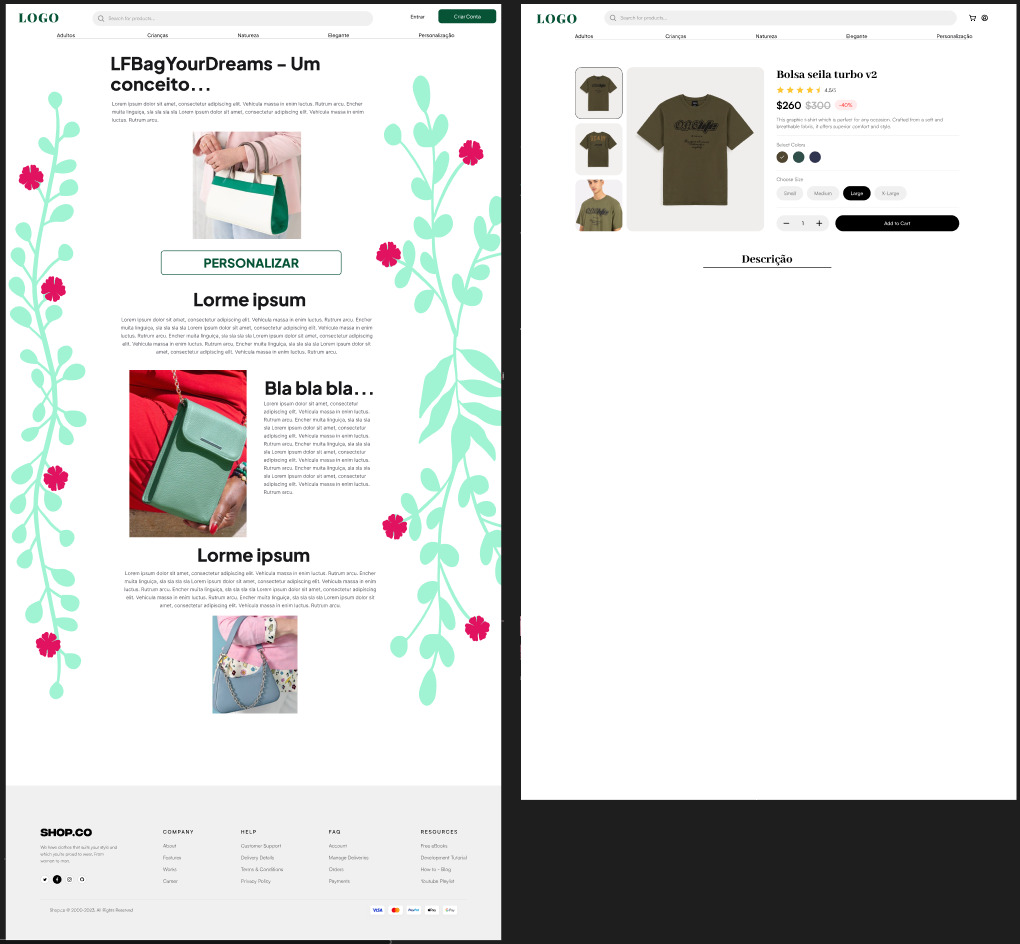 LOGO
Search for products...
Entrar
Criar Conta
Adultos
Crianças
Natureza
Elegante
Personalização
LFBagYourDreams - Um
conceito...
Lorem ipsum dolor sit amet, consectetur adipiscing elit. Vehicula massa in enim luctus. Rutrum arcu. Encher
multa linguiça, sla sla sla sla Lorem ipsum dolor sit amet, consectetur adipiscing elit. Vehicula massa in enim
luctus. Rutrum arcu.
PERSONALIZAR
Lorme ipsum
Lorem ipsum dolor sit amet, consectetur adipiscing elit. Vehicula massa in enim luctus. Rutrum arcu. Encher
multa linguiça, sla sla sla sla Lorem ipsum dolor sit amet, consectetur adipiscing elit. Vehicula massa in enim
luctus. Rutrum arcu. Encher multa linguiça, sla sla sla sla Lorem ipsum dolor sit amet, consectetur adipiscing
elit. Vehicula massa in enim luctus. Rutrum arcu. Encher multa linguiça, sla sla sla sla Lorem ipsum dolor sit
amet, consectetur adipiscing elit. Vehicula massa in enim luctus. Rutrum arcu.
Bla bla bla...
Lorem ipsum dolor sit amet, consectetur
adipiscing elit. Vehicula massa in enim luctus.
Rutrum arcu. Encher multa linguiça, sla sla sla
sla Lorem ipsum dolor sit amet, consectetur
adipiscing elit. Vehicula massa in enim luctus.
Rutrum arcu. Encher multa linguiça, sla sla sla
sla Lorem ipsum dolor sit amet, consectetur
adipiscing elit. Vehicula massa in enim luctus.
Rutrum arcu. Encher multa linguiça, sla sla sla
sla Lorem ipsum dolor sit amet, consectetur
adipiscing elit. Vehicula massa in enim luctus.
Rutrum arcu.
Lorme ipsum
Lorem ipsum dolor sit amet, consectetur adipiscing elit. Vehicula massa in enim luctus. Rutrum arcu. Encher
multa linguiça, sla sla sla sla Lorem ipsum dolor sit amet, consectetur adipiscing elit. Vehicula massa in enim
luctus. Rutrum arcu. Encher multa linguiça, sla sla sla sla Lorem ipsum dolor sit amet, consectetur adipiscing
elit. Vehicula massa in enim luctus. Rutrum arcu. Encher multa linguiça, sla sla sla sla Lorem ipsum dolor sit
amet, consectetur adipiscing elit. Vehicula massa in enim luctus. Rutrum arcu.
SHOP.CO
We have clothes that suits your style and
which you're proud to wear. From
women to men.
COMPANY
About
Features
Works
Career
HELP
Customer Support
Delivery Details
Terms & Conditions
Privacy Policy
FAQ
Account
Manage Deliveries
Orders
Payments
RESOURCES
Free eBooks
Development Tutorial
How to - Blog
Youtube Playlist
Shop.co © 2000-2023, All Rights Reserved
VISA
PayPal
Pay
G Pay
LOGO
Search for products...
Adultos
Crianças
Natureza
Elegante
Personalização
Bolsa seila turbo v2
4.5/5
$260 $300 -40%
This graphic t-shirt which is perfect for any occasion. Crafted from a soft and
breathable fabric, it offers superior comfort and style.
Select Colors
Choose Size
Small
Medium
Large
X-Large
1
Add to Cart
Descrição